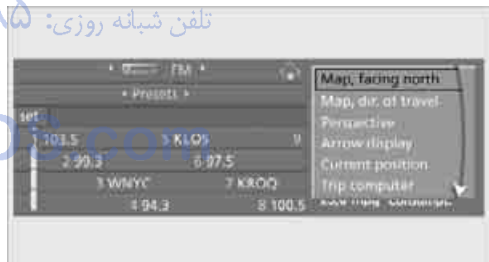 تلفن شبانه روزی:
FM
Presets
set
1 103.5 5 KLOS 9
2 99.3 6 97.5
3 WNYC 7 KROQ
4 94.3 8 100.5
Map, facing north
Map, dir. of travel
Perspective
Arrow display
Current position
Trip computer